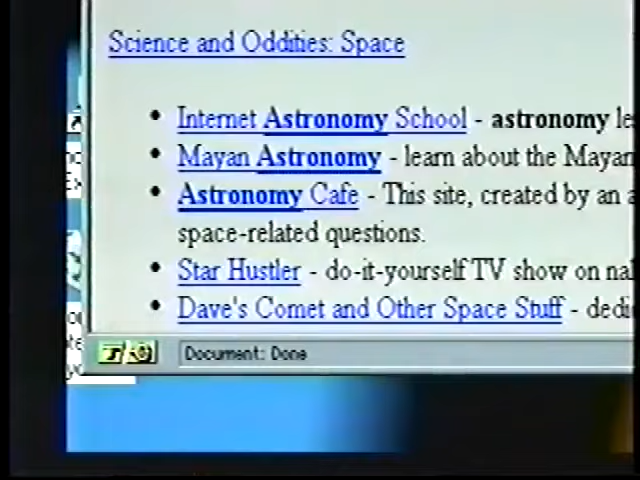 Science and Oddities: Space
Internet Astronomy School - astronomy le
Mayan Astronomy - learn about the Mayan
Astronomy Cafe - This site, created by an a
space-related questions.
Star Hustler - do-it-yourself TV show on na
Dave's Comet and Other Space Stuff - dedi
Document: Done